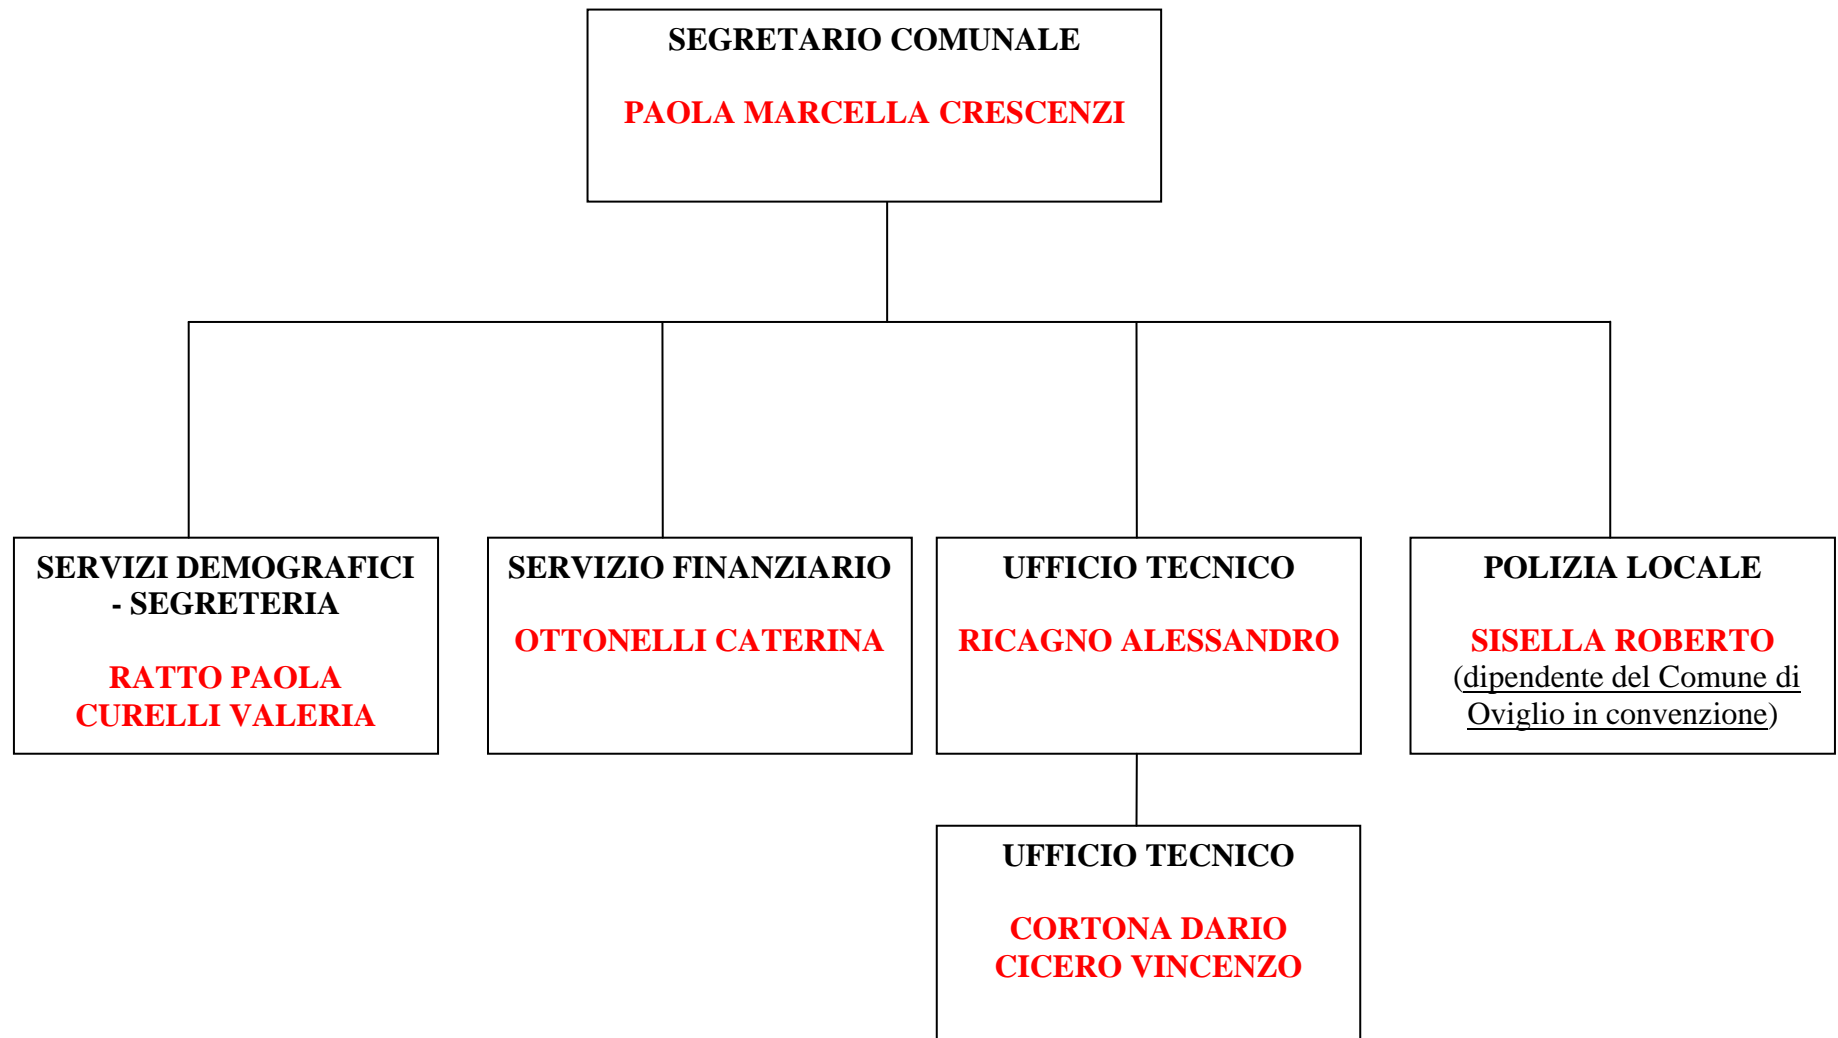 SEGRETARIO COMUNALE
PAOLA MARCELLA CRESCENZI
SERVIZI DEMOGRAFICI
- SEGRETERIA
RATTO PAOLA
CURELLI VALERIA
SERVIZIO FINANZIARIO
OTTONELLI CATERINA
UFFICIO TECNICO
RICAGNO ALESSANDRO
POLIZIA LOCALE
SISELLA ROBERTO
(dipendente del Comune di
Oviglio in convenzione)
UFFICIO TECNICO
CORTONA DARIO
CICERO VINCENZO